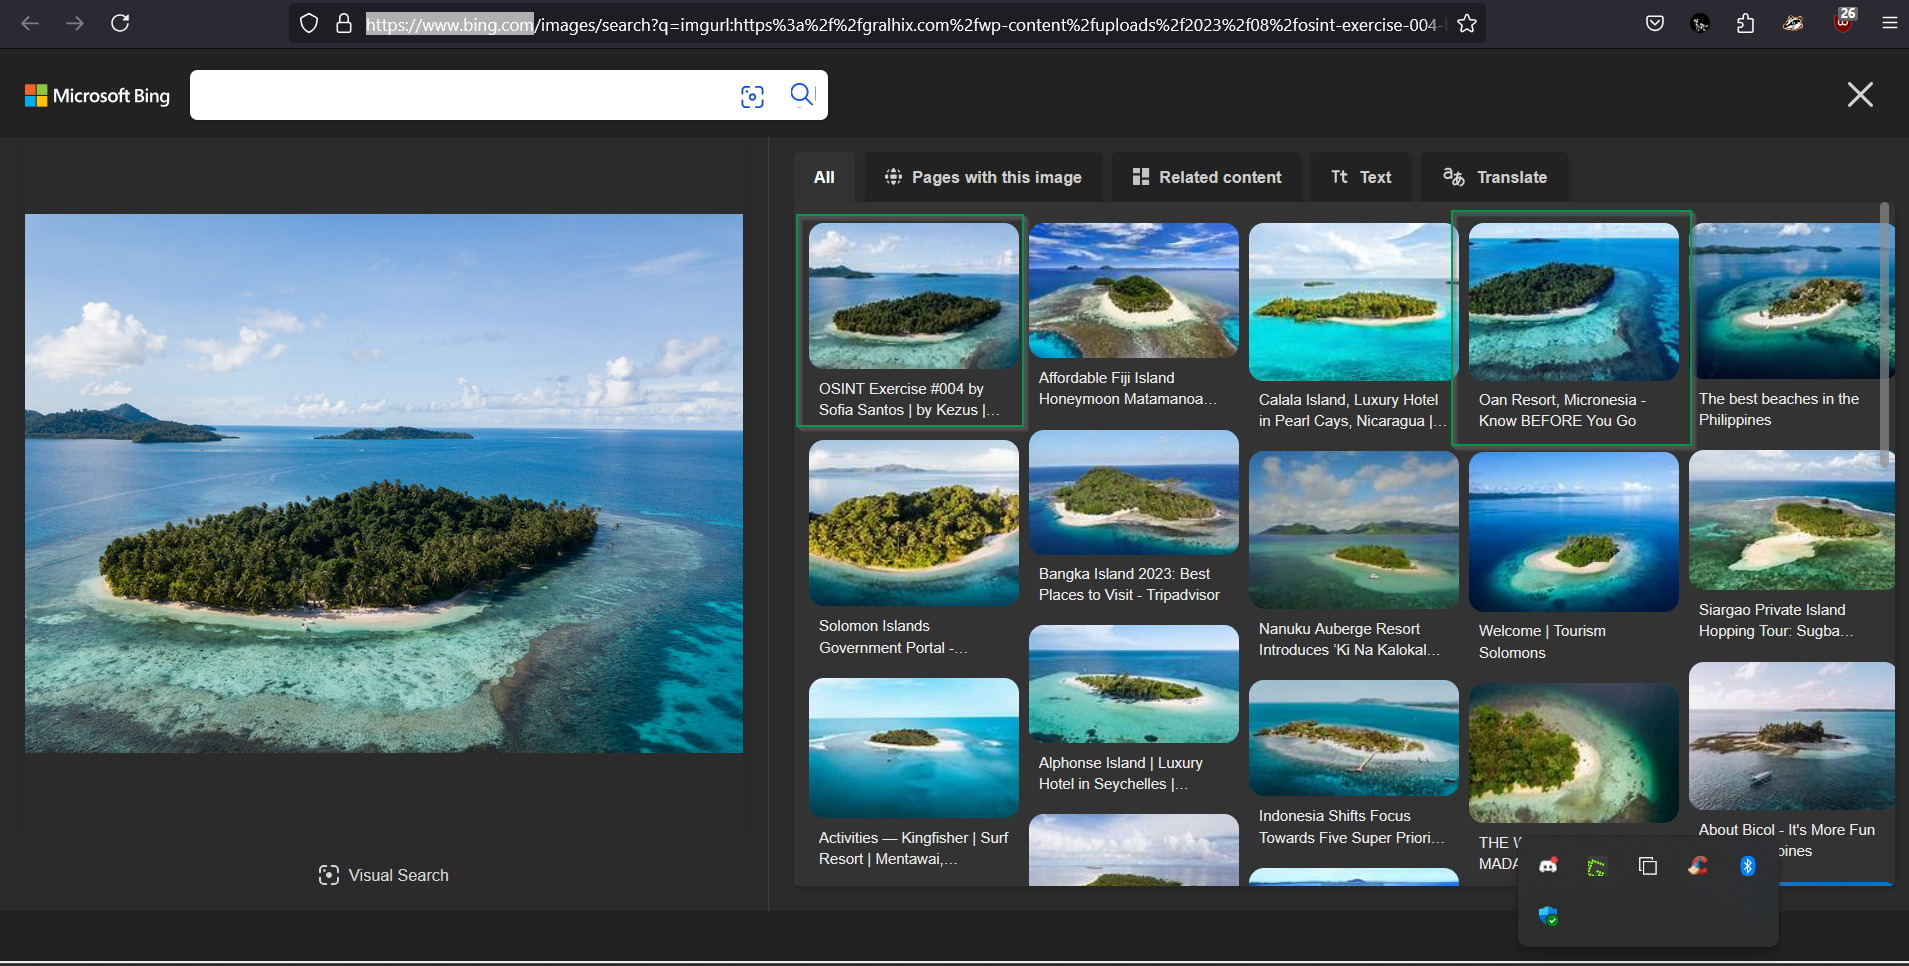 https://www.bing.com/images/search?q=imgurl:https%3a%2f%2fgralhix.com%2fwp-content%2fuploads%2f2023%2f08%2fosint-exercise-004-
26
Microsoft Bing
All
Pages with this image
Related content
Tt Text
Translate
OSINT Exercise #004 by
Sofia Santos | by Kezus |...
Affordable Fiji Island
Honeymoon Matamanoa...
Calala Island, Luxury Hotel
in Pearl Cays, Nicaragua |...
Oan Resort, Micronesia -
Know BEFORE You Go
The best beaches in the
Philippines
Solomon Islands
Government Portal -...
Bangka Island 2023: Best
Places to Visit - Tripadvisor
Nanuku Auberge Resort
Introduces ‘Ki Na Kalokal...
Welcome | Tourism
Solomons
Siargao Private Island
Hopping Tour: Sugba...
Activities — Kingfisher | Surf
Resort | Mentawai,...
Alphonse Island | Luxury
Hotel in Seychelles |...
Indonesia Shifts Focus
Towards Five Super Priori...
THE
MADA
About Bicol - It's More Fun
Visual Search